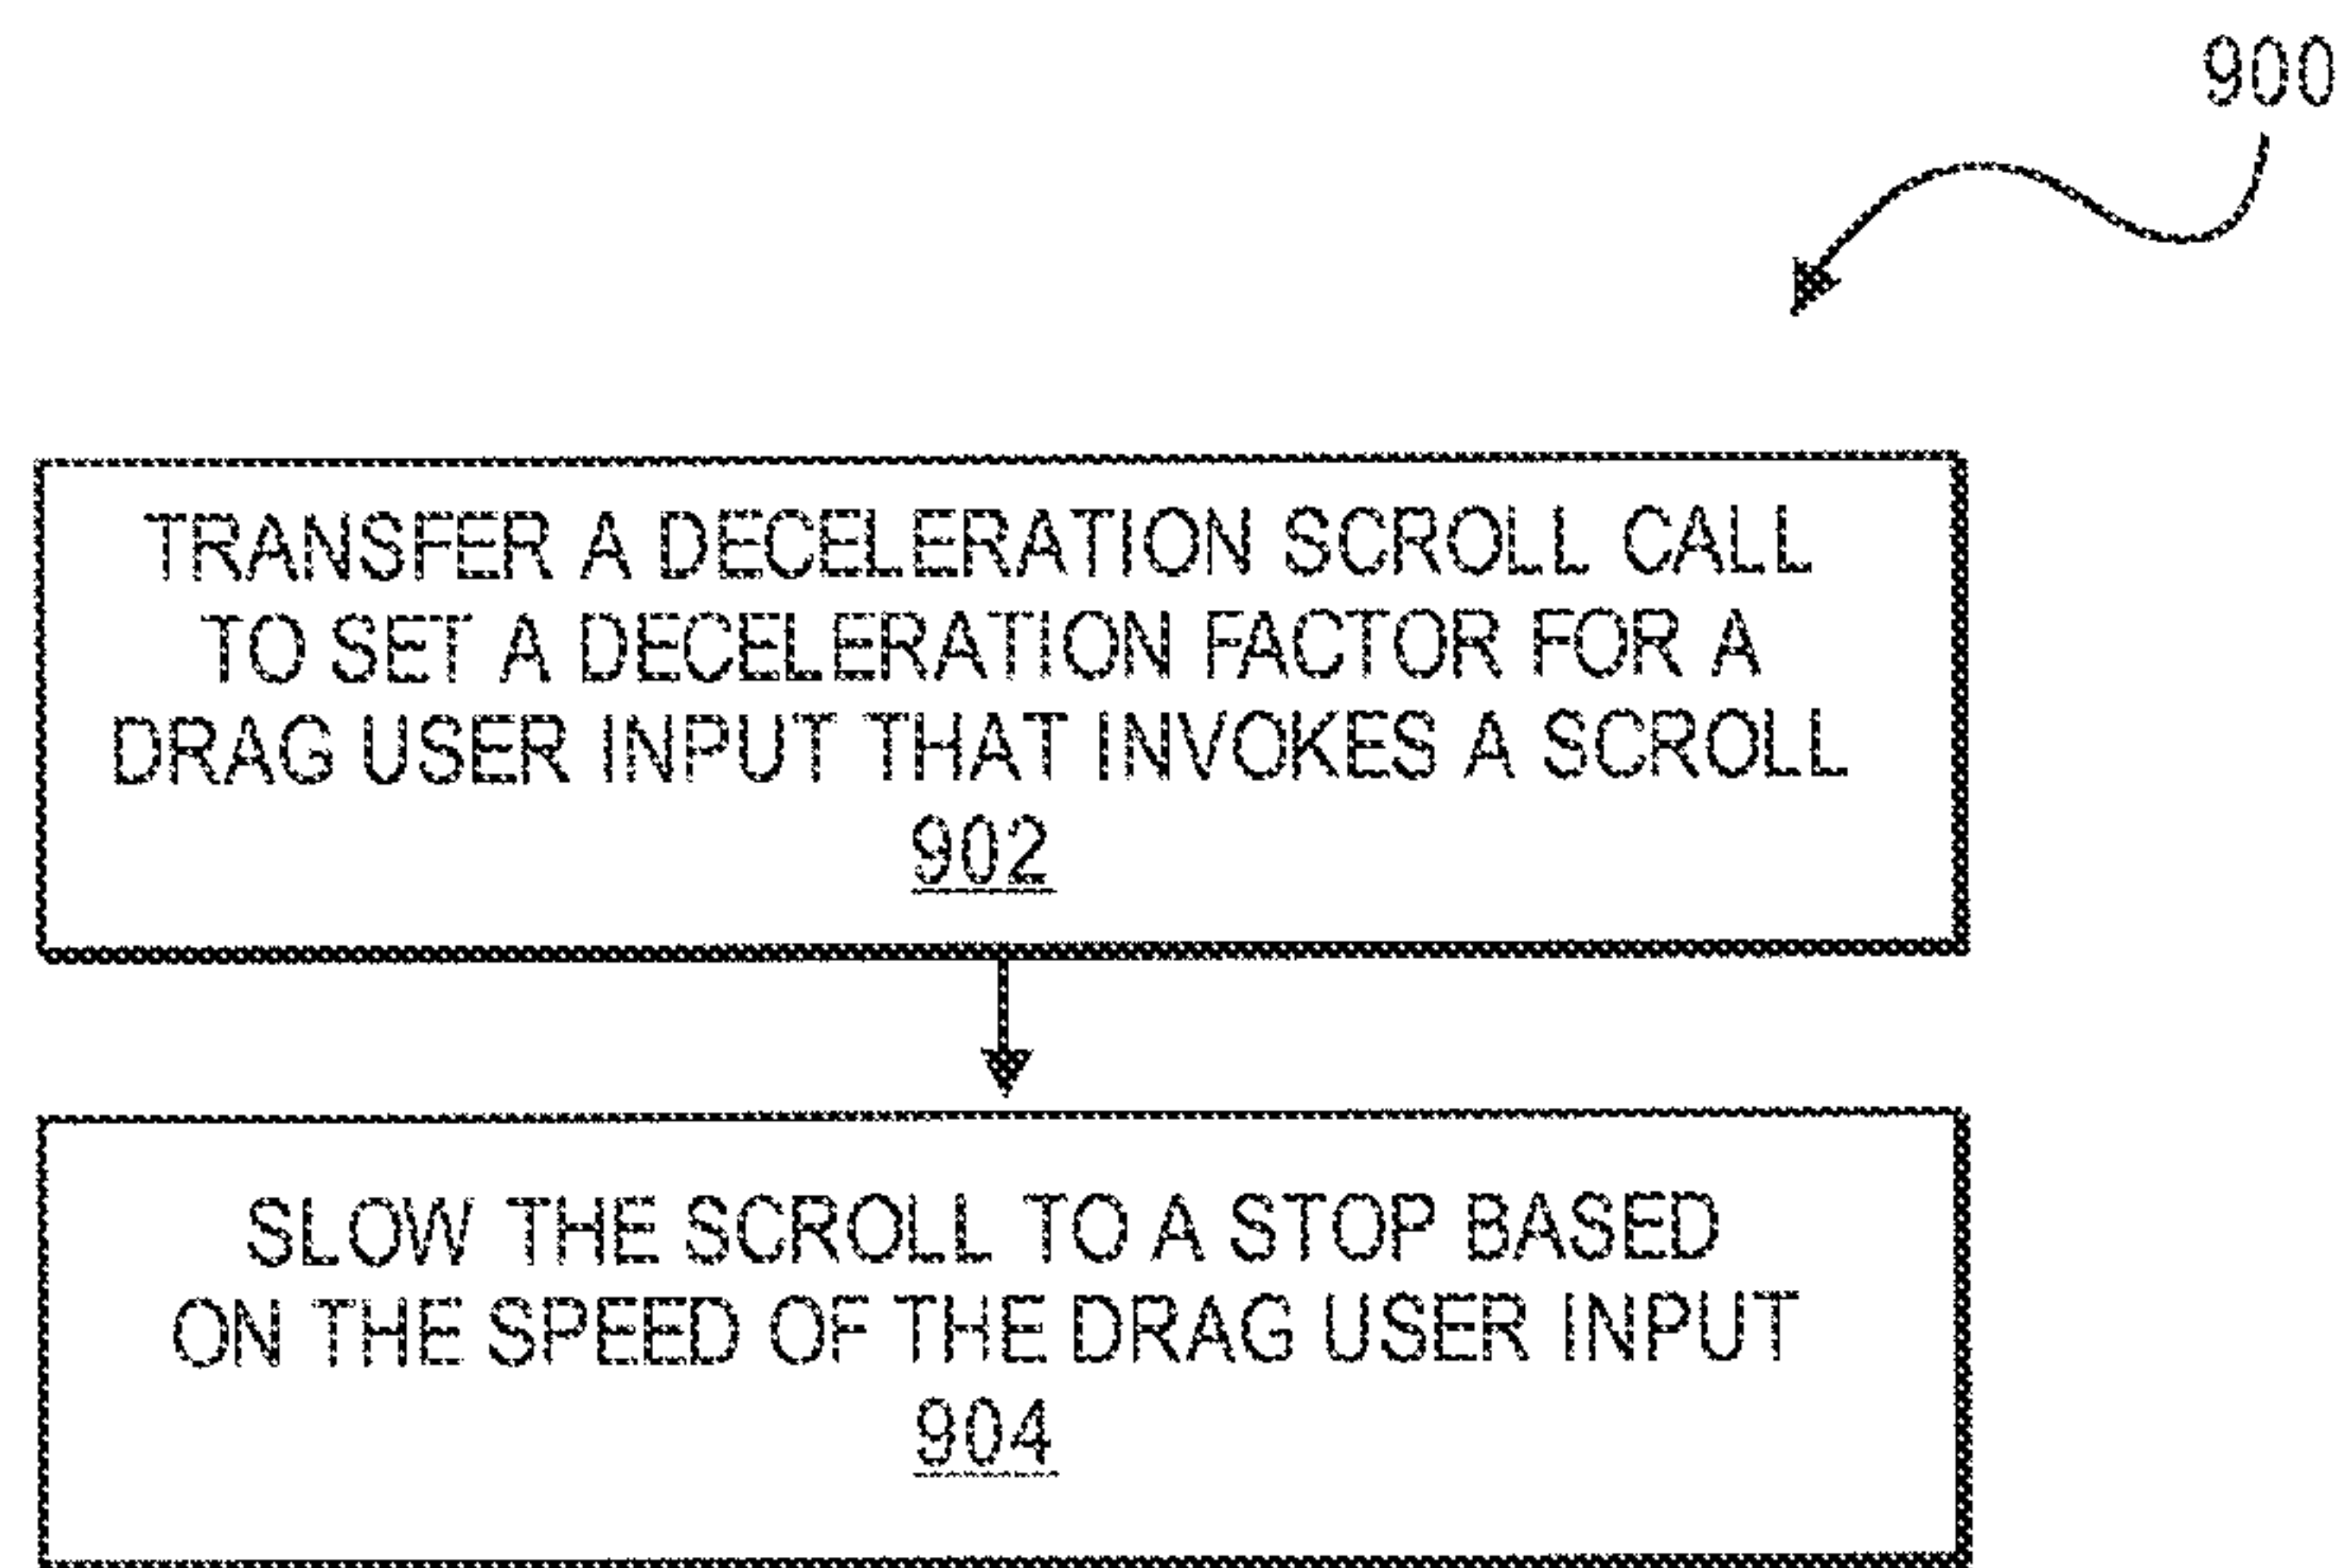 900
TRANSFER A DECELERATION SCROLL CALL
TO SET A DECELERATION FACTOR FOR A
DRAG USER INPUT THAT INVOKES A SCROLL
902
SLOW THE SCROLL TO A STOP BASED
ON THE SPEED OF THE DRAG USER INPUT
904